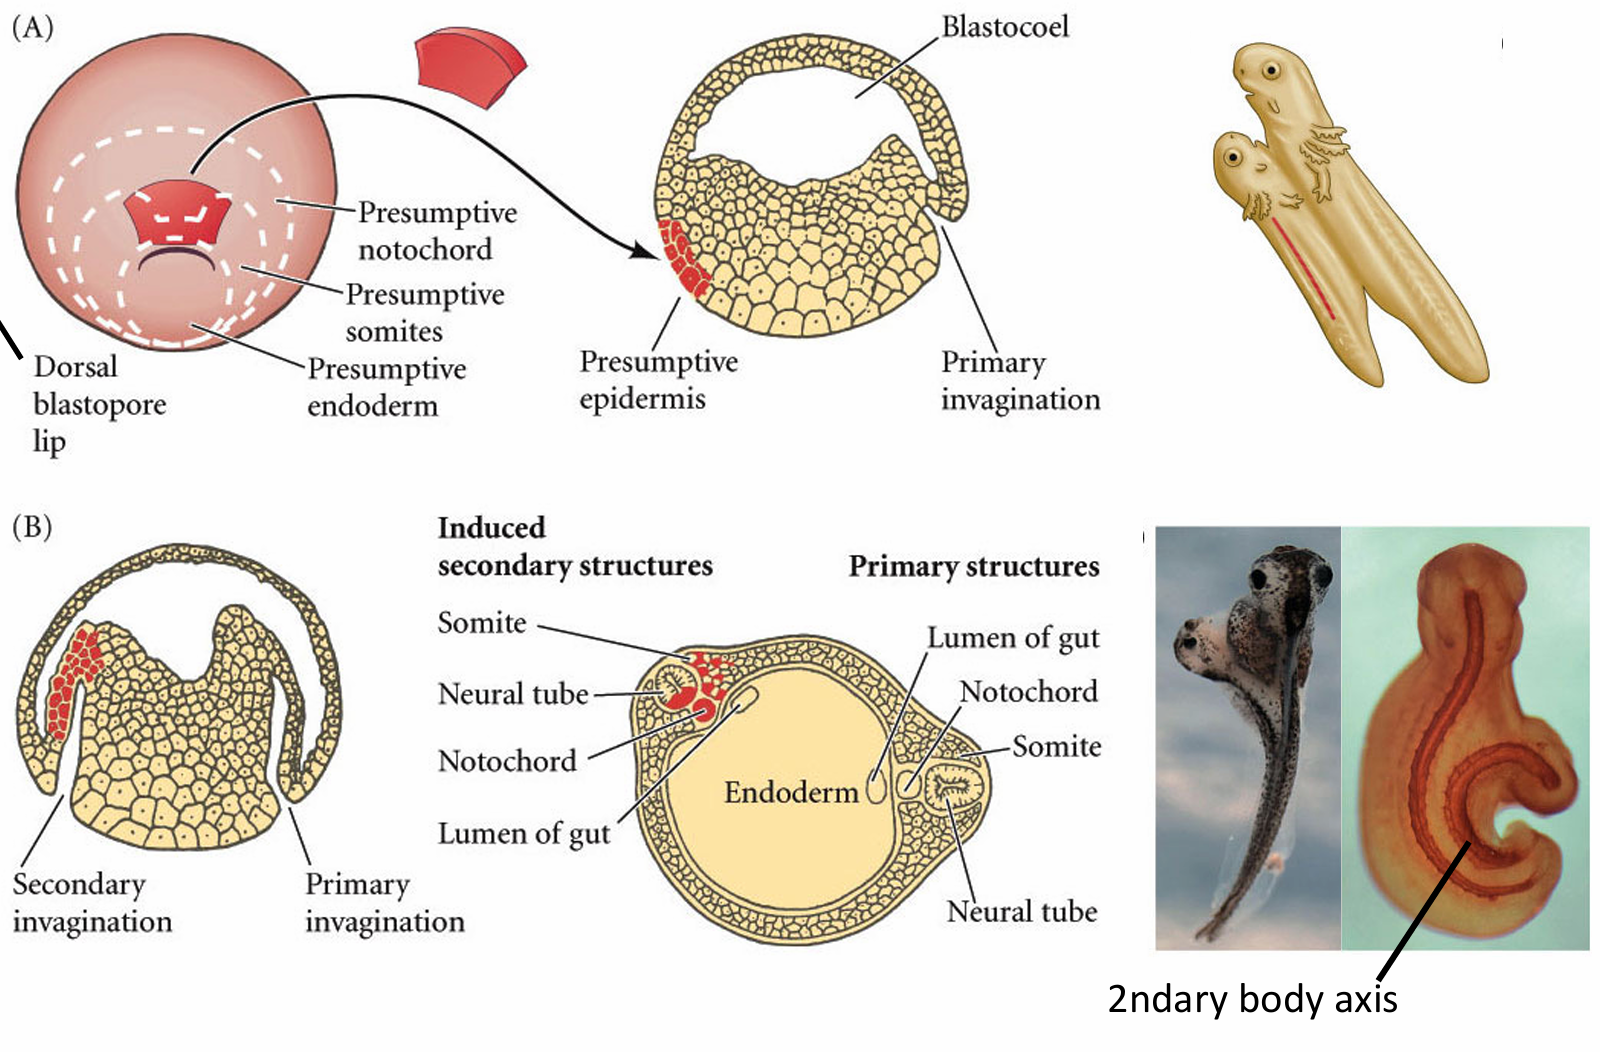 (A)
Blastocoel
Presumptive
notochord
Presumptive
somites
Presumptive
endoderm
Dorsal
blastopore
lip
Presumptive
epidermis
Primary
invagination
(B)
Induced
secondary structures
Primary structures
Somite
Neural tube
Notochord
Lumen of gut
Endoderm
Lumen of gut
Notochord
Somite
Neural tube
Secondary
invagination
Primary
invagination
2ndary body axis